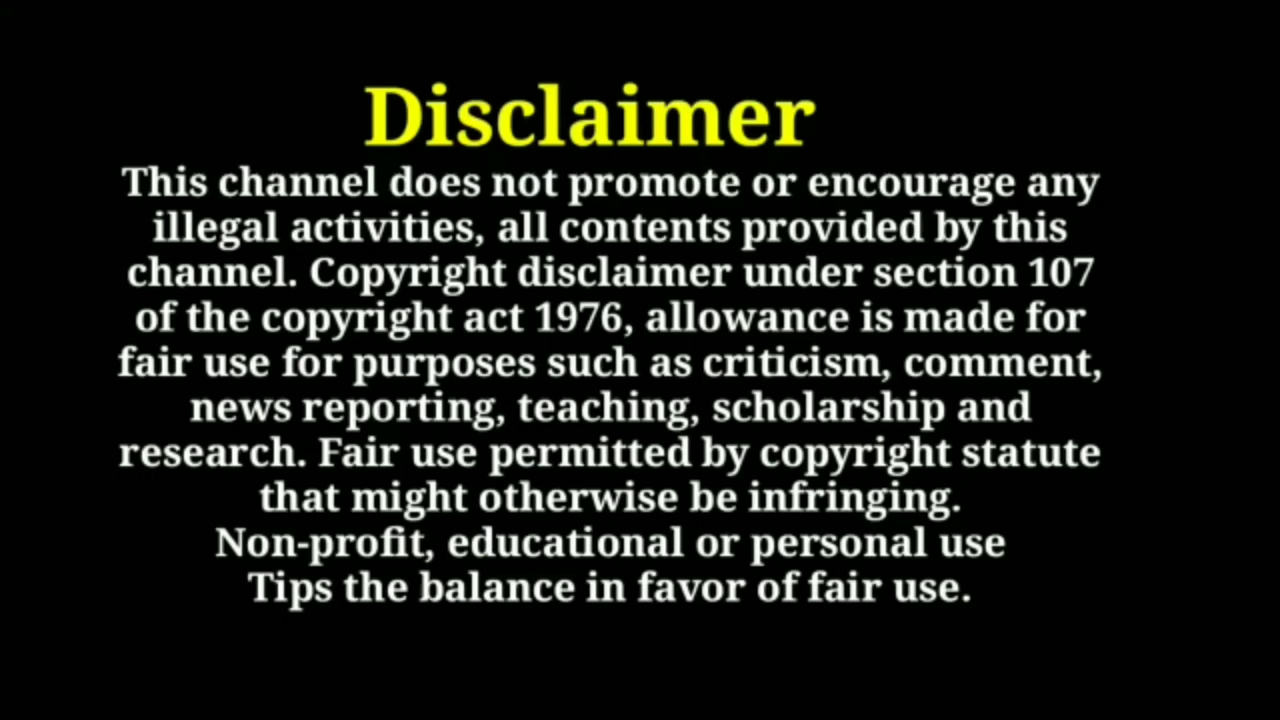 Disclaimer
This channel does not promote or encourage any
illegal activities, all contents provided by this
channel. Copyright disclaimer under section 107
of the copyright act 1976, allowance is made for
fair use for purposes such as criticism, comment,
news reporting, teaching, scholarship and
research. Fair use permitted by copyright statute
that might otherwise be infringing.
Non-profit, educational or personal use
Tips the balance in favor of fair use.